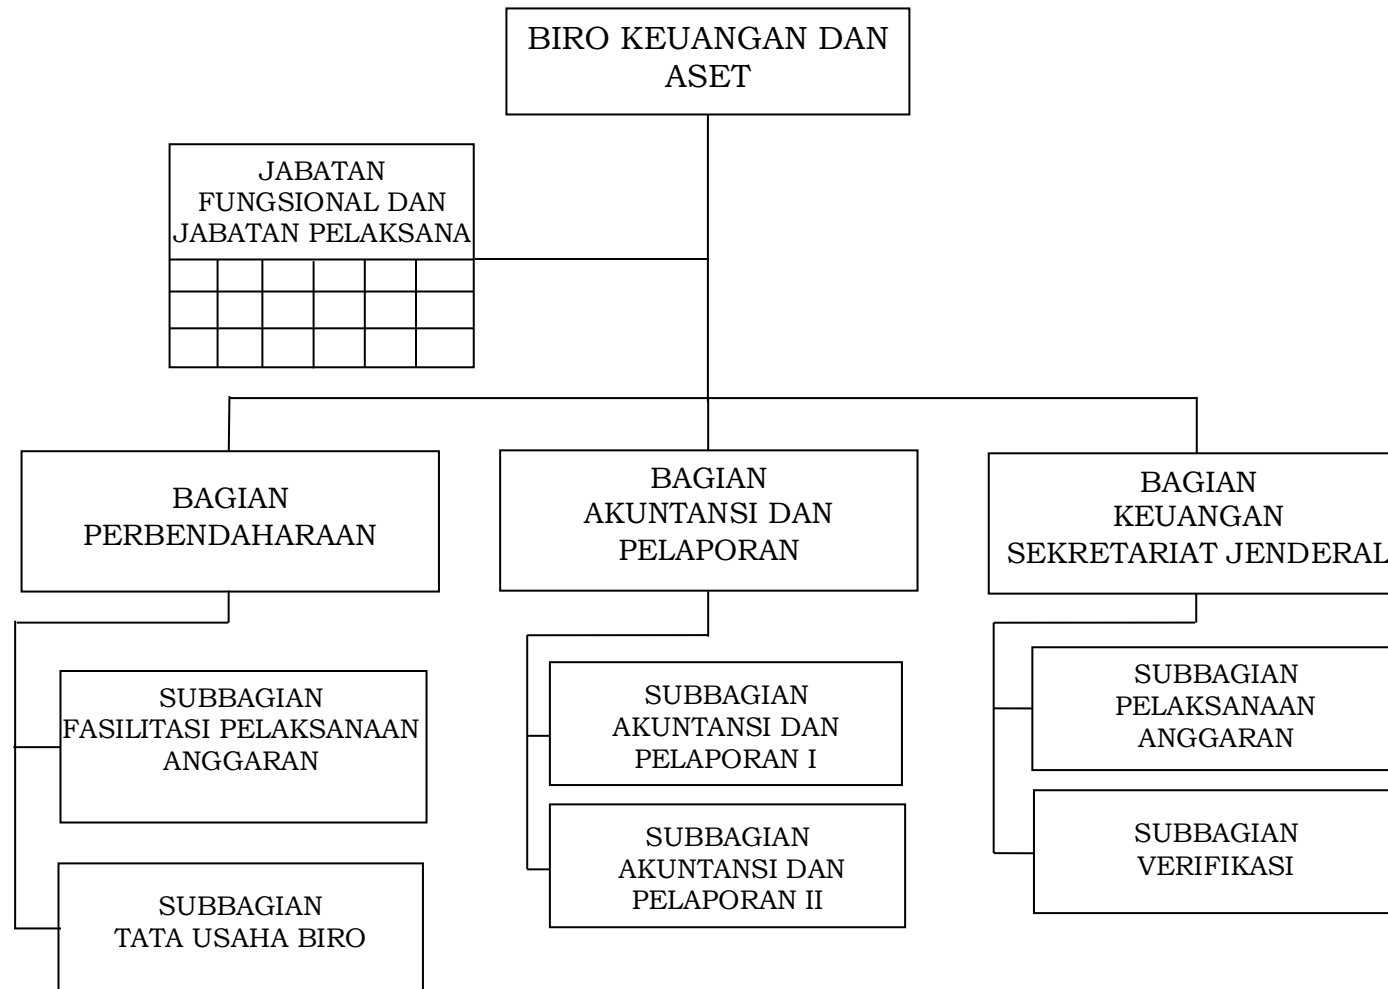 BIRO KEUANGAN DAN
ASET
JABATAN
FUNGSIONAL DAN
JABATAN PELAKSANA
BAGIAN
PERBENDAHARAAN
BAGIAN
AKUNTANSI DAN
PELAPORAN
BAGIAN
KEUANGAN
SEKRETARIAT JENDERAL
SUBBAGIAN
FASILITASI PELAKSANAAN
ANGGARAN
SUBBAGIAN
TATA USAHA BIRO
SUBBAGIAN
AKUNTANSI DAN
PELAPORAN I
SUBBAGIAN
AKUNTANSI DAN
PELAPORAN II
SUBBAGIAN
PELAKSANAAN
ANGGARAN
SUBBAGIAN
VERIFIKASI